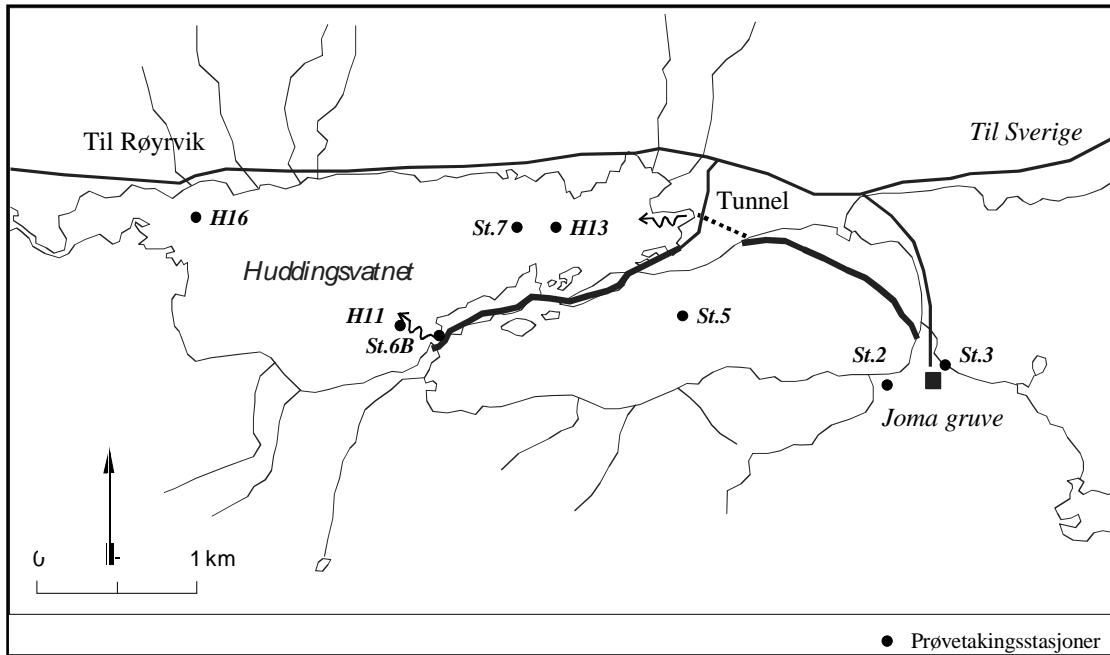 Til Røyrvik
Til Sverige
Tunnel
H16
St.7
H13
Huddingsvatnet
H11
St.6B
St.5
St.2
St.3
Joma gruve
0
1 km
Prøvetakingsstasjoner